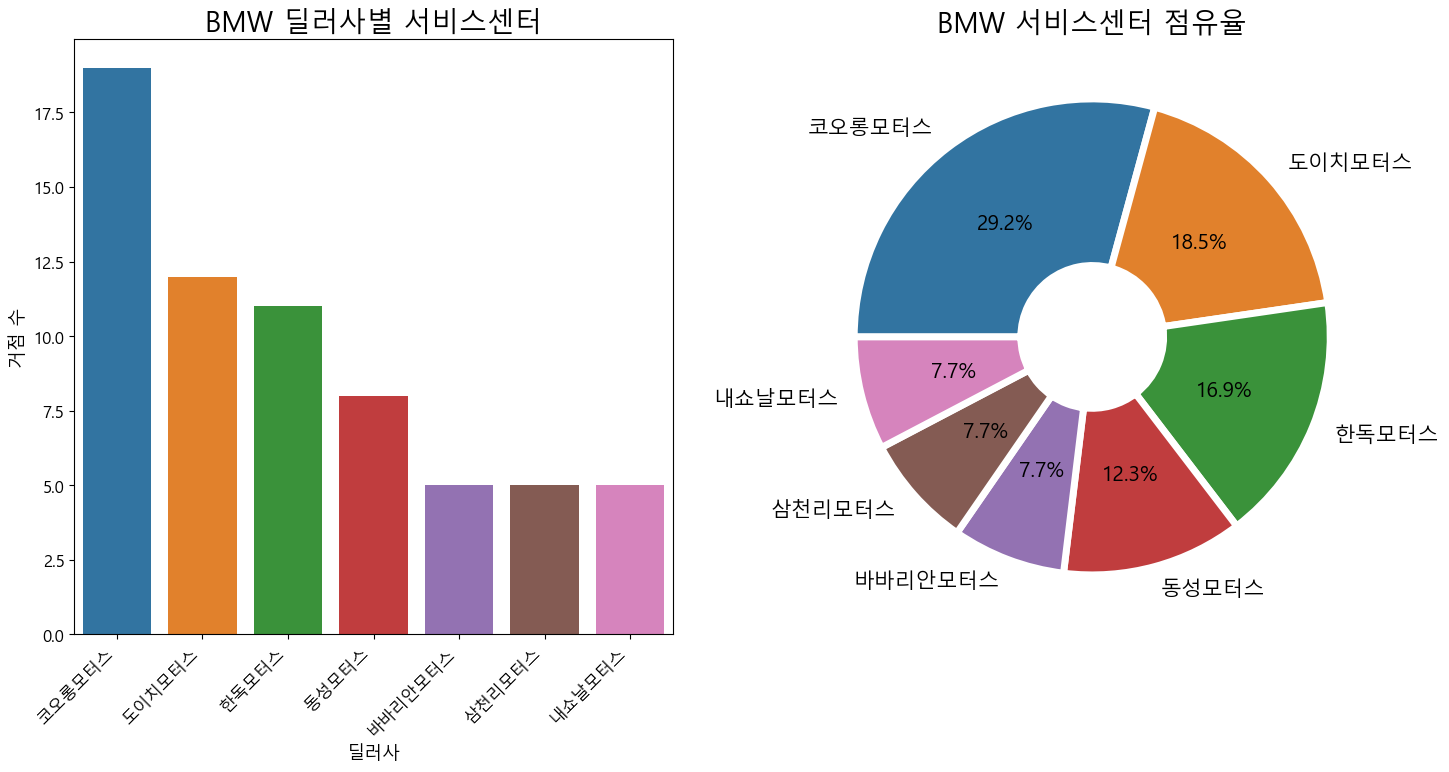 BMW 딜러사별 서비스센터
거점 수
17.5
15.0
12.5
10.0
7.5
5.0
2.5
0.0
코오롱모터스
도이치모터스
한독모터스
동성모터스
바바리안모터스
삼천리모터스
내쇼날모터스
딜러사
BMW 서비스센터 점유율
코오롱모터스
29.2%
도이치모터스
18.5%
한독모터스
16.9%
동성모터스
12.3%
바바리안모터스
7.7%
삼천리모터스
7.7%
내쇼날모터스
7.7%